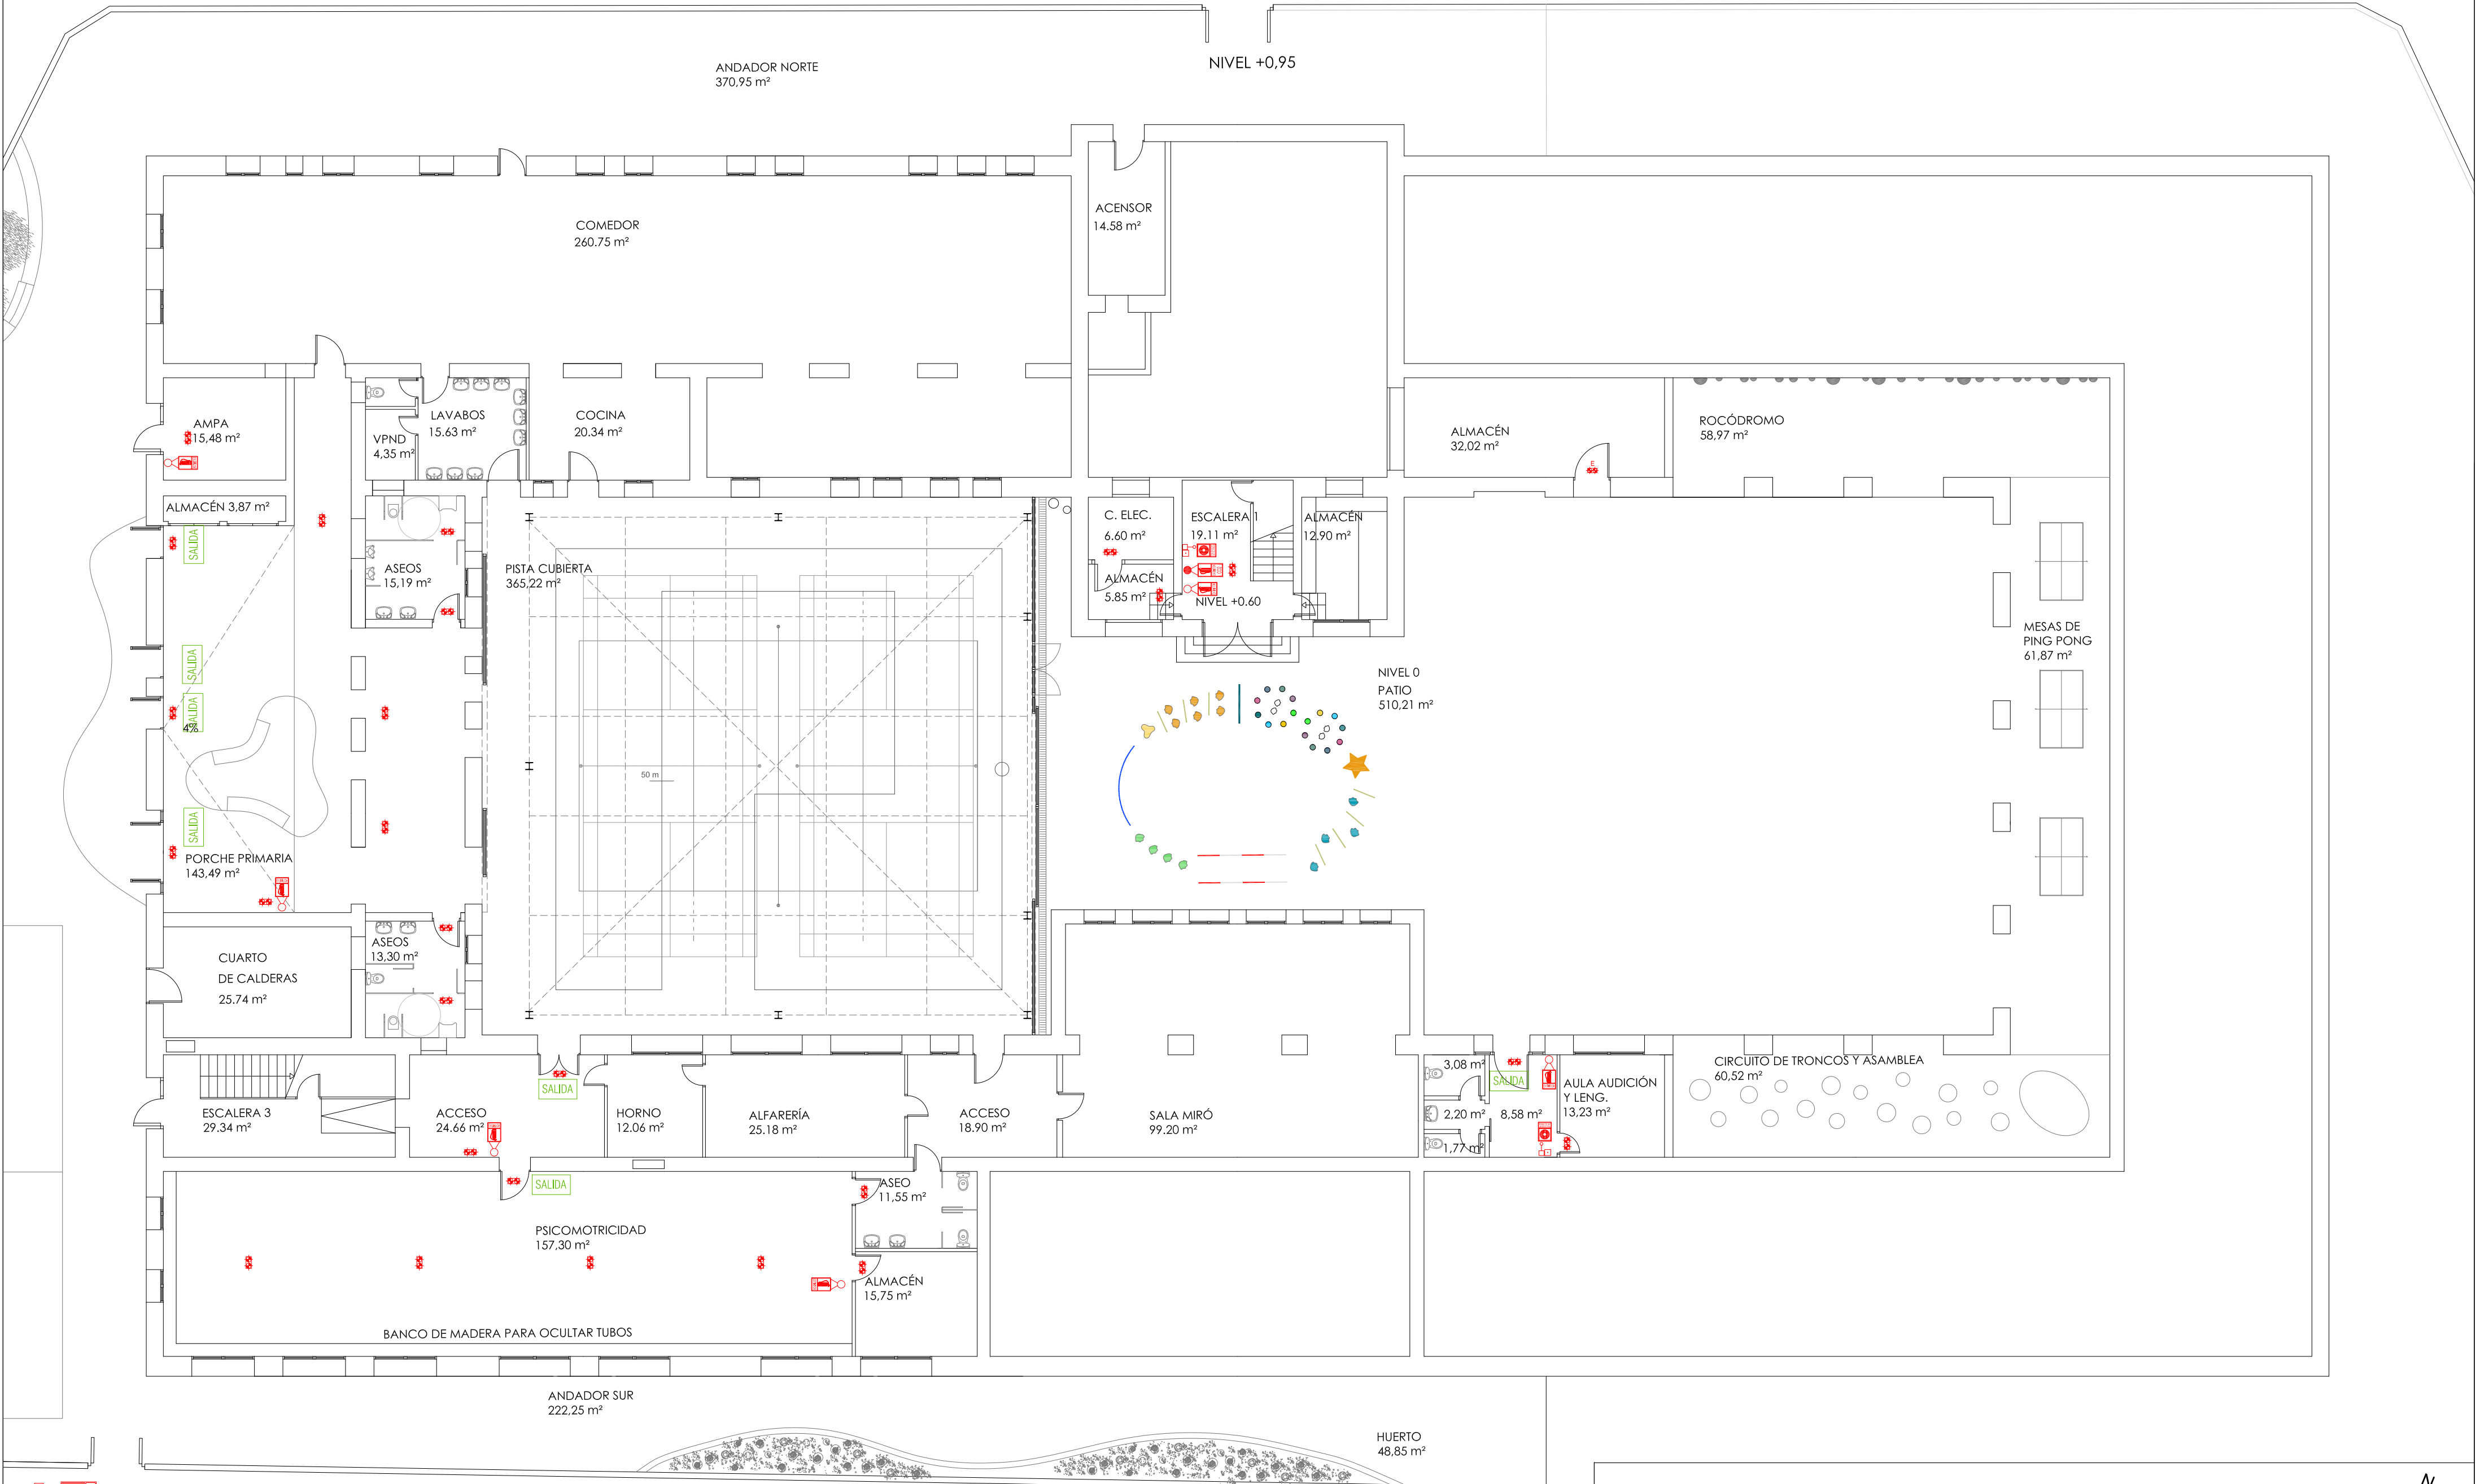 NIVEL +0,95
ANDADOR NORTE
370,95 m²
COMEDOR
260.75 m²
ACENSOR
14.58 m²
AMPA
15,48 m²
VPND
4,35 m²
LAVABOS
15.63 m²
COCINA
20.34 m²
ALMACÉN
32,02 m²
E
ROCÓDROMO
58,97 m²
ALMACÉN 3,87 m²
SALIDA
ASEOS
15,19 m²
PISTA CUBIERTA
365,22 m²
C. ELEC.
6.60 m²
ESCALERA 1
19.11 m²
ALMACÉN
12.90 m²
ALMACÉN
5.85 m²
NIVEL +0.60
MESAS DE
PING PONG
61,87 m²
SALIDA
SALIDA
4%
NIVEL 0
PATIO
510,21 m²
50 m
SALIDA
PORCHE PRIMARIA
143,49 m²
CUARTO
DE CALDERAS
25.74 m²
ASEOS
13,30 m²
ESCALERA 3
29.34 m²
ACCESO
24.66 m²
SALIDA
HORNO
12.06 m²
ALFARERÍA
25.18 m²
ACCESO
18.90 m²
SALA MIRÓ
99.20 m²
3,08 m²
SALIDA
2,20 m²
8,58 m²
1,77 m²
AULA AUDICIÓN
Y LENG.
13,23 m²
CIRCUITO DE TRONCOS Y ASAMBLEA
60,52 m²
SALIDA
PSICOMOTRICIDAD
157,30 m²
ASEO
11,55 m²
ALMACÉN
15,75 m²
BANCO DE MADERA PARA OCULTAR TUBOS
ANDADOR SUR
222,25 m²
HUERTO
48,85 m²